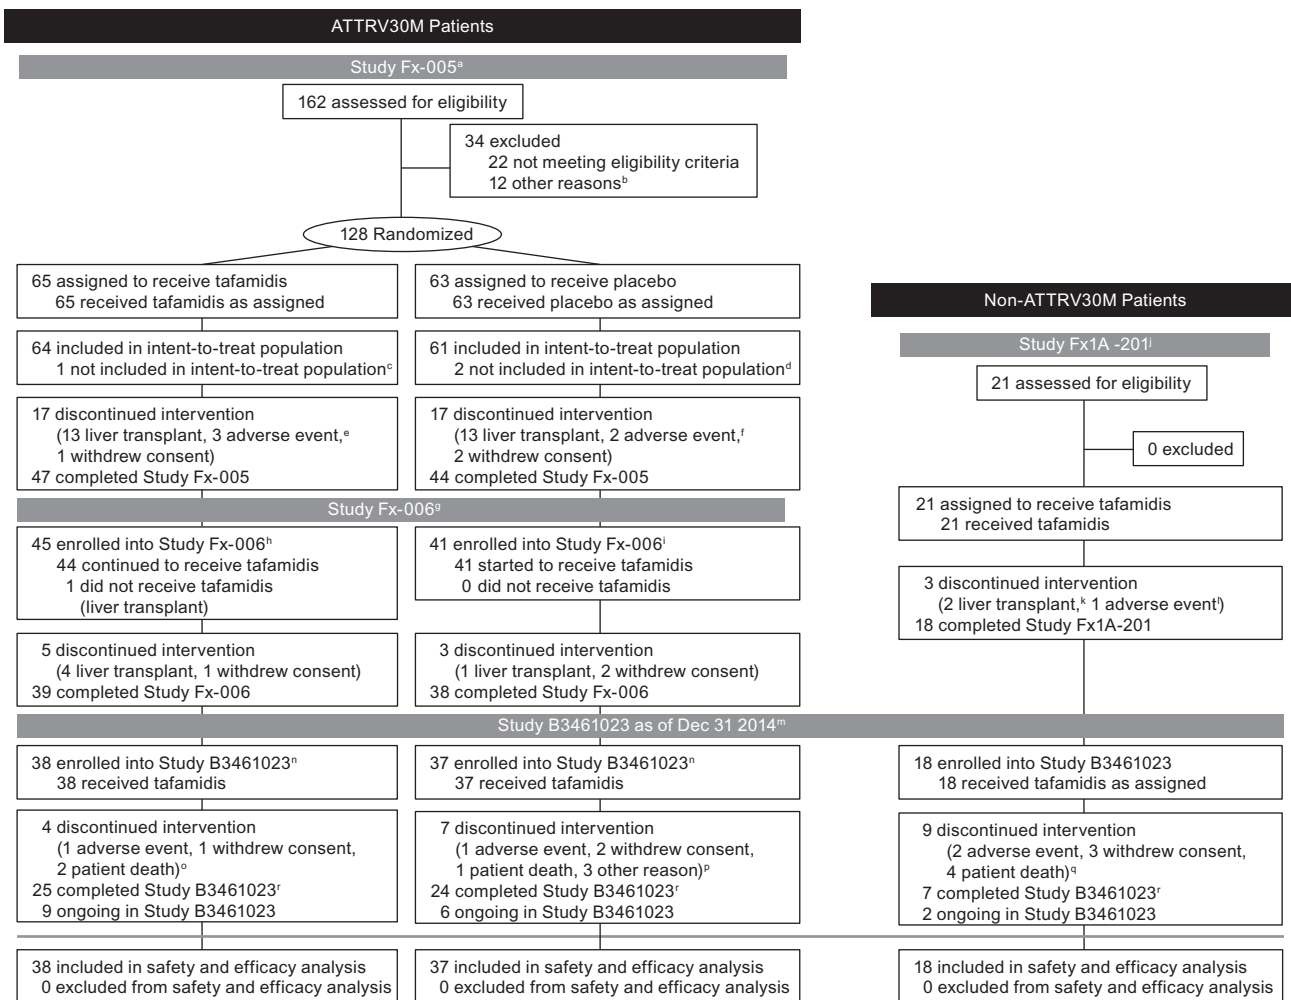 ATTRV30M Patients
Study Fx-005ᵃ
162 assessed for eligibility
34 excluded
22 not meeting eligibility criteria
12 other reasonsᵇ
128 Randomized
65 assigned to receive tafamidis
65 received tafamidis as assigned
63 assigned to receive placebo
63 received placebo as assigned
64 included in intent-to-treat population
1 not included in intent-to-treat populationᶜ
61 included in intent-to-treat population
2 not included in intent-to-treat populationᵈ
17 discontinued intervention
(13 liver transplant, 3 adverse event,ᵉ
1 withdrew consent)
47 completed Study Fx-005
17 discontinued intervention
(13 liver transplant, 2 adverse event,ᶠ
2 withdrew consent)
44 completed Study Fx-005
Study Fx-006ᵍ
45 enrolled into Study Fx-006ʰ
44 continued to receive tafamidis
1 did not receive tafamidis
(liver transplant)
41 enrolled into Study Fx-006ⁱ
41 started to receive tafamidis
0 did not receive tafamidis
5 discontinued intervention
(4 liver transplant, 1 withdrew consent)
39 completed Study Fx-006
3 discontinued intervention
(1 liver transplant, 2 withdrew consent)
38 completed Study Fx-006
Non-ATTRV30M Patients
Study Fx1A -201ʲ
21 assessed for eligibility
0 excluded
21 assigned to receive tafamidis
21 received tafamidis
3 discontinued intervention
(2 liver transplant,ᵏ 1 adverse eventˡ)
18 completed Study Fx1A-201
Study B3461023 as of Dec 31 2014ᵐ
38 enrolled into Study B3461023ⁿ
38 received tafamidis
37 enrolled into Study B3461023ⁿ
37 received tafamidis
18 enrolled into Study B3461023
18 received tafamidis as assigned
4 discontinued intervention
(1 adverse event, 1 withdrew consent,
2 patient death)ᵒ
25 completed Study B3461023ʳ
9 ongoing in Study B3461023
7 discontinued intervention
(1 adverse event, 2 withdrew consent,
1 patient death, 3 other reason)ᵖ
24 completed Study B3461023ʳ
6 ongoing in Study B3461023
9 discontinued intervention
(2 adverse event, 3 withdrew consent,
4 patient death)q
7 completed Study B3461023ʳ
2 ongoing in Study B3461023
38 included in safety and efficacy analysis
0 excluded from safety and efficacy analysis
37 included in safety and efficacy analysis
0 excluded from safety and efficacy analysis
18 included in safety and efficacy analysis
0 excluded from safety and efficacy analysis